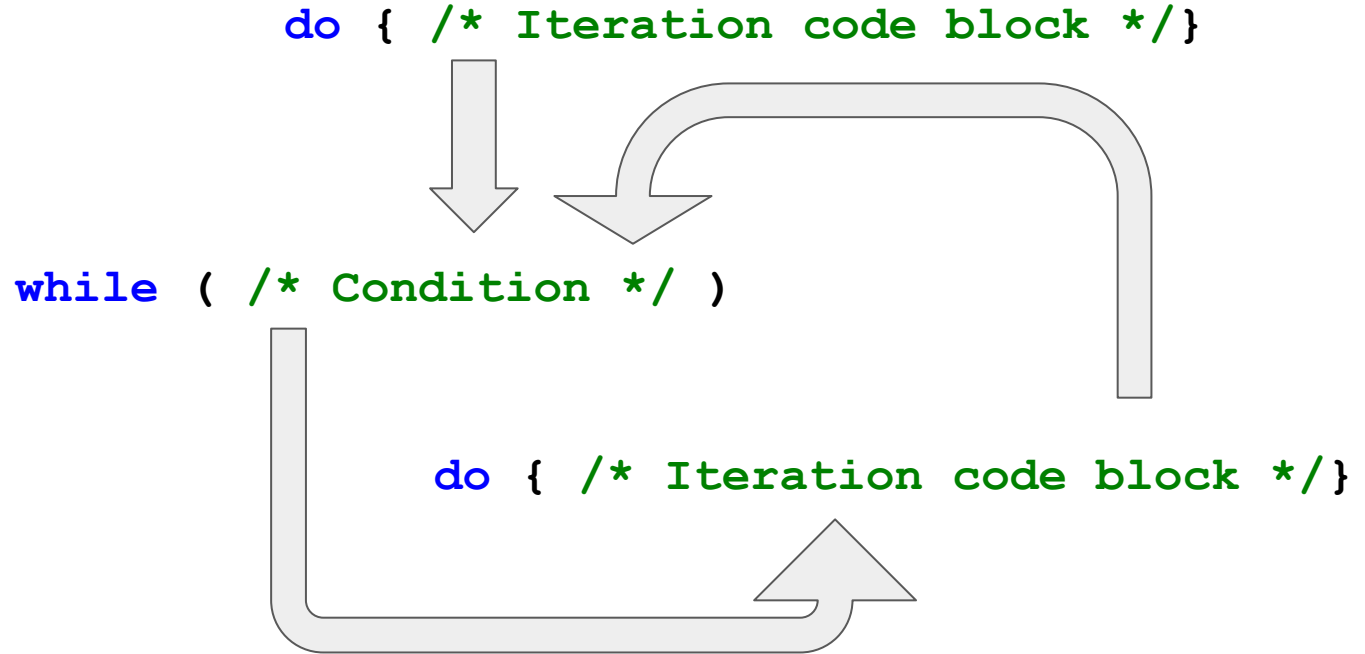 do { /* Iteration code block */}
while ( /* Condition */ )
do { /* Iteration code block */}